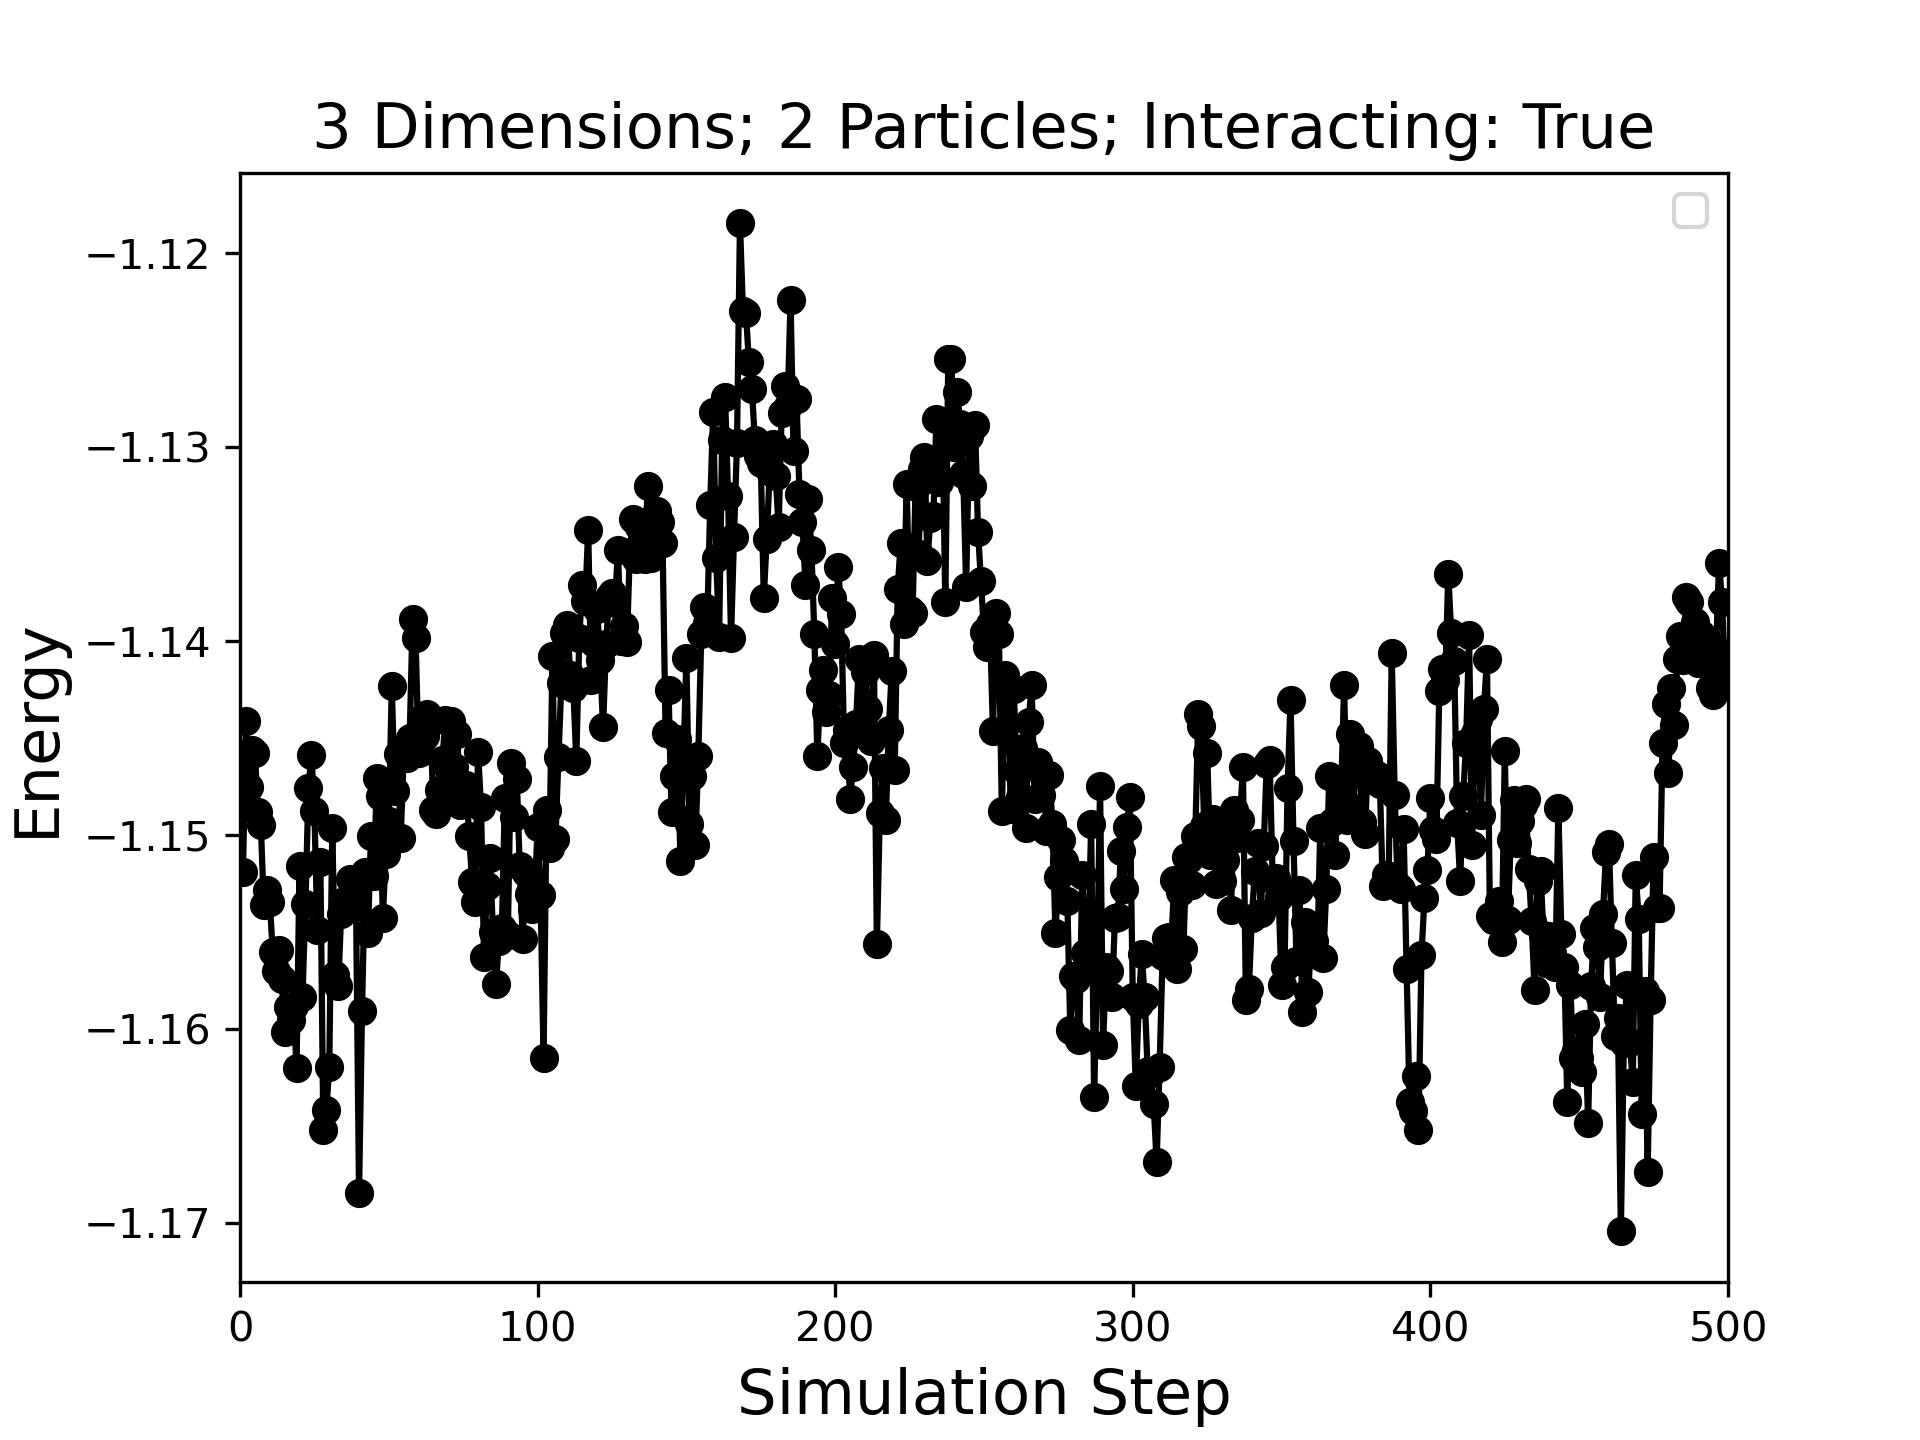 3 Dimensions; 2 Particles; Interacting: True
Energy
−1.12
−1.13
−1.14
−1.15
−1.16
−1.17
0 100 200 300 400 500
Simulation Step